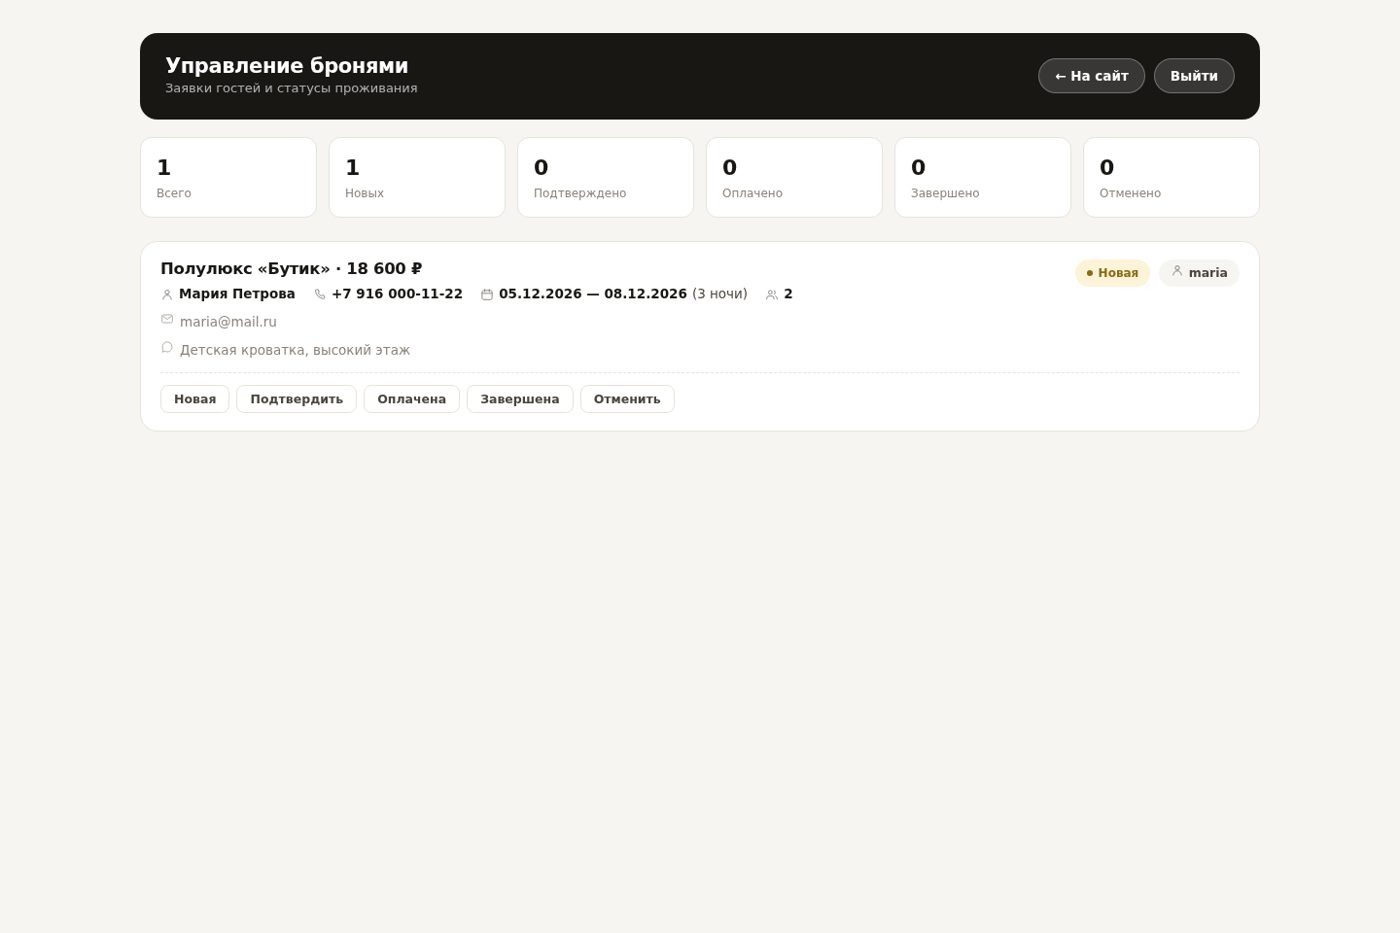 Управление бронями
Заявки гостей и статусы проживания
← На сайт
Выйти
1
Всего
1
Новых
0
Подтверждено
0
Оплачено
0
Завершено
0
Отменено
Полулюкс «Бутик» · 18 600 ₽
Новая
maria
Мария Петрова +7 916 000-11-22 05.12.2026 — 08.12.2026 (3 ночи) 2
maria@mail.ru
Детская кроватка, высокий этаж
Новая
Подтвердить
Оплачена
Завершена
Отменить